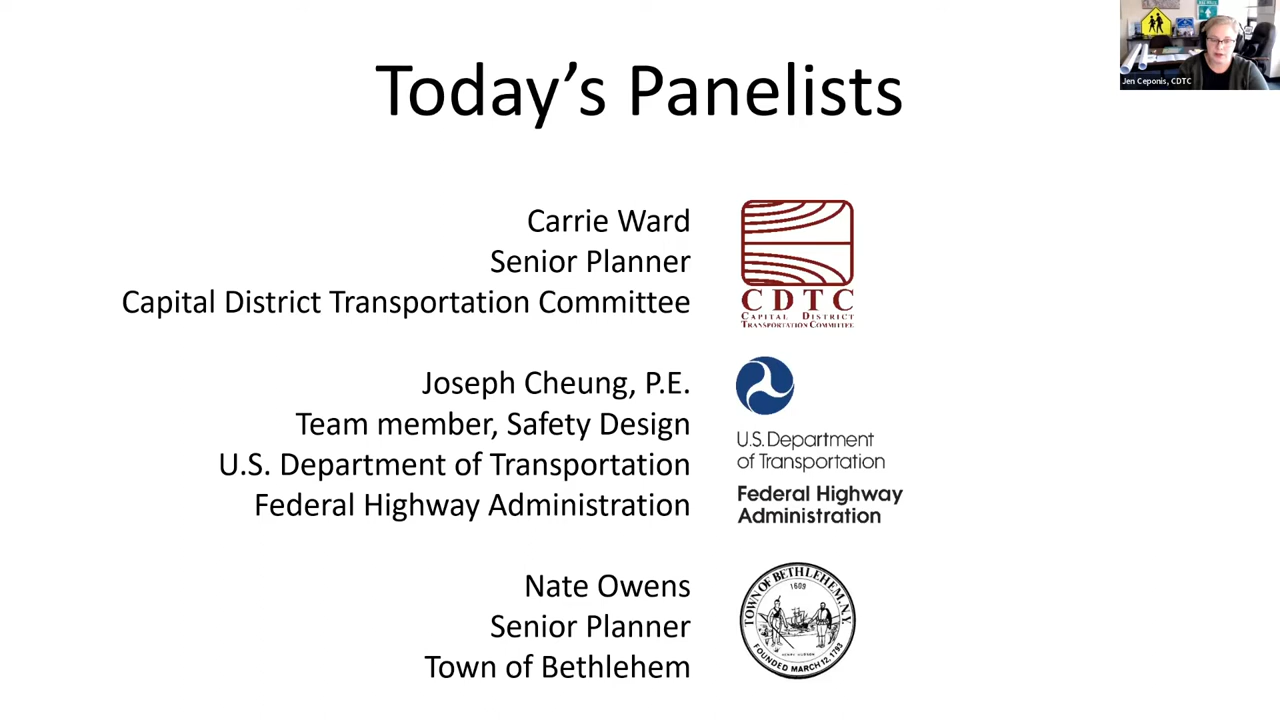 Today's Panelists
Jen Ceponis, CDTC
Carrie Ward
Senior Planner
Capital District Transportation Committee
CDTC
CAPITAL DISTRICT
TRANSPORTATION COMMITTEE
Joseph Cheung, P.E.
Team member, Safety Design
U.S. Department of Transportation
Federal Highway Administration
U.S. Department
of Transportation
Federal Highway
Administration
Nate Owens
Senior Planner
Town of Bethlehem
TOWN OF BETHLEHEM, N.Y.
1609
HENRY HUDSON
FOUNDED MARCH 12, 1793